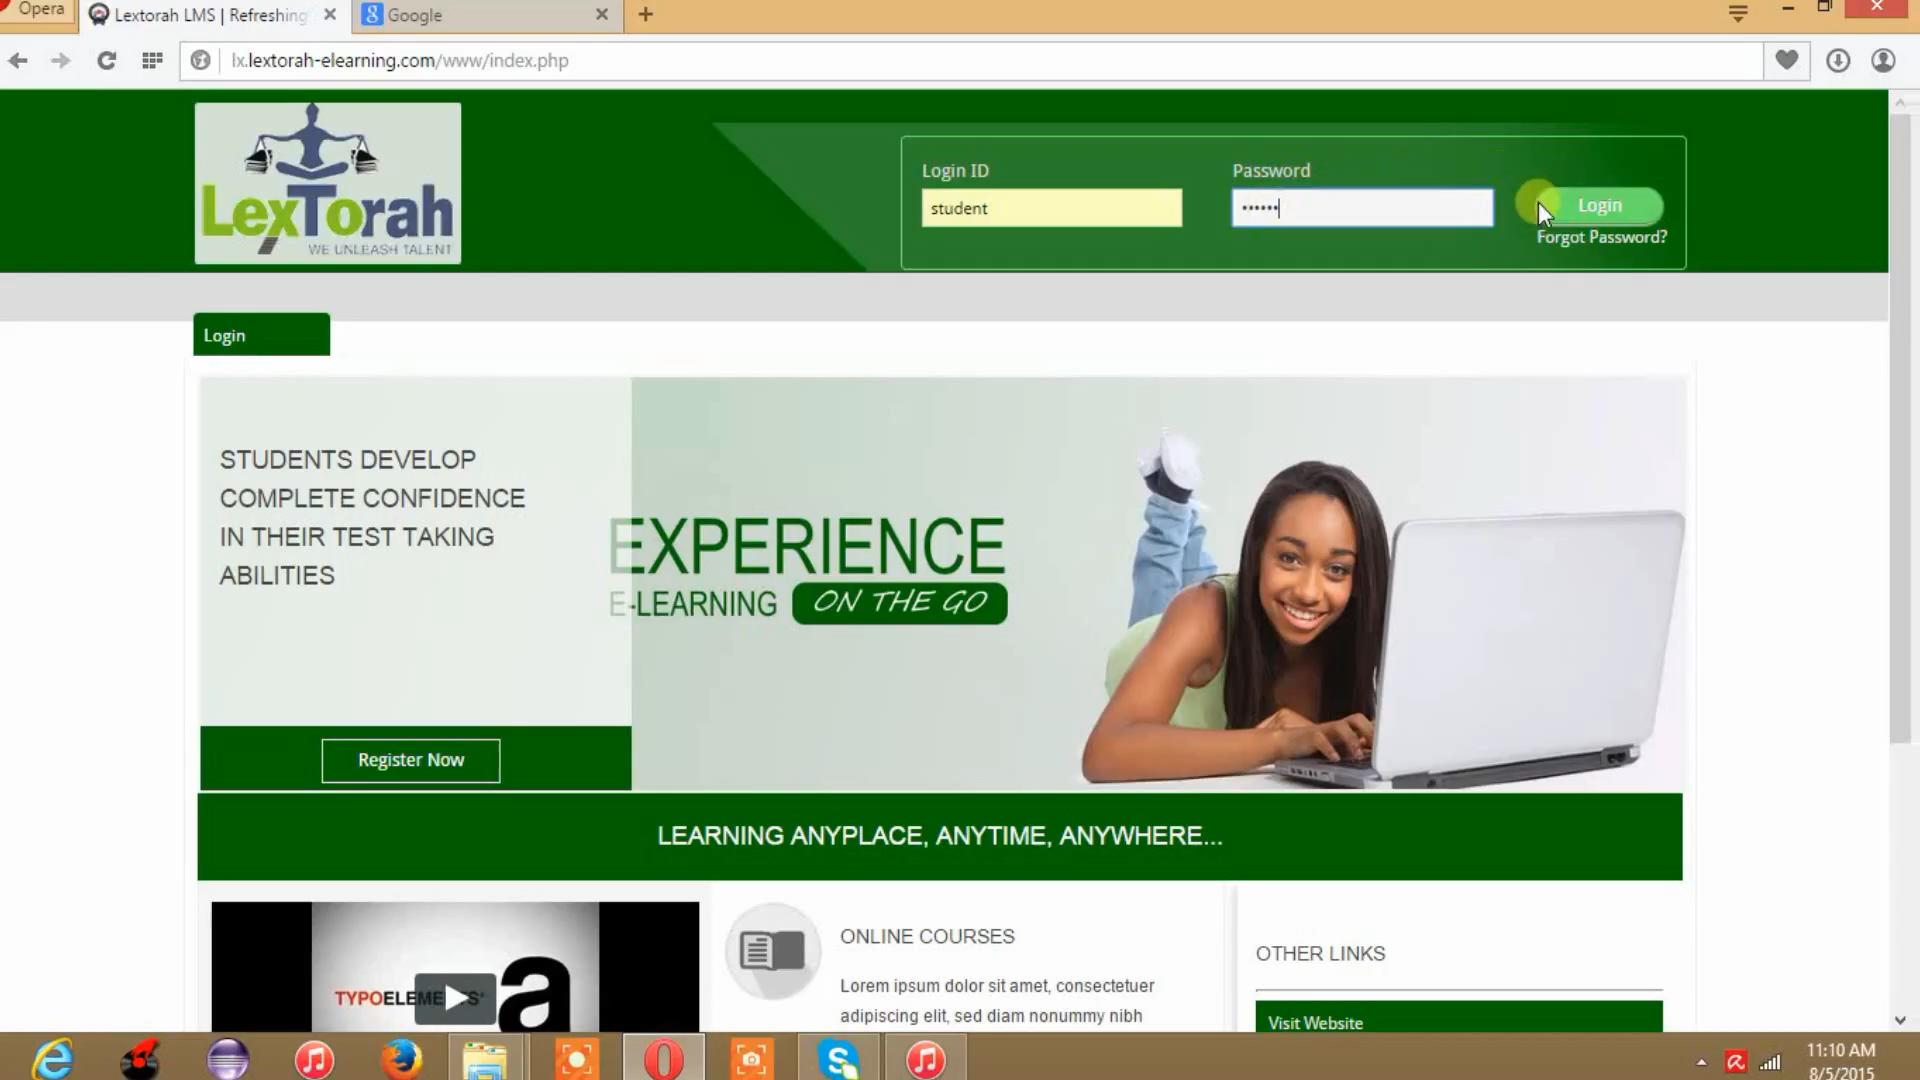 Opera
Lextorah LMS | Refreshing
Google
lx.lextorah-elearning.com/www/index.php
LexTorah
WE UNLEASH TALENT
Login ID
Password
student
••••••
Login
Forgot Password?
Login
STUDENTS DEVELOP
COMPLETE CONFIDENCE
IN THEIR TEST TAKING
ABILITIES
EXPERIENCE
E-LEARNING ON THE GO
Register Now
LEARNING ANYPLACE, ANYTIME, ANYWHERE...
TYPOELEMENTS
a
ONLINE COURSES
Lorem ipsum dolor sit amet, consectetuer
adipiscing elit, sed diam nonummy nibh
OTHER LINKS
Visit Website
11:10 AM
8/5/2015